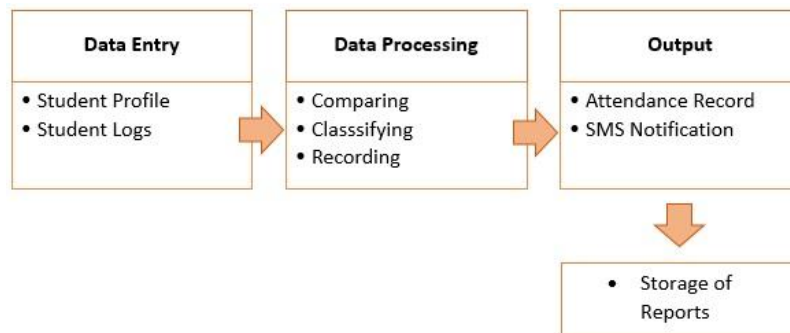 Data Entry
• Student Profile
• Student Logs
Data Processing
• Comparing
• Classsifying
• Recording
Output
• Attendance Record
• SMS Notification
• Storage of
Reports